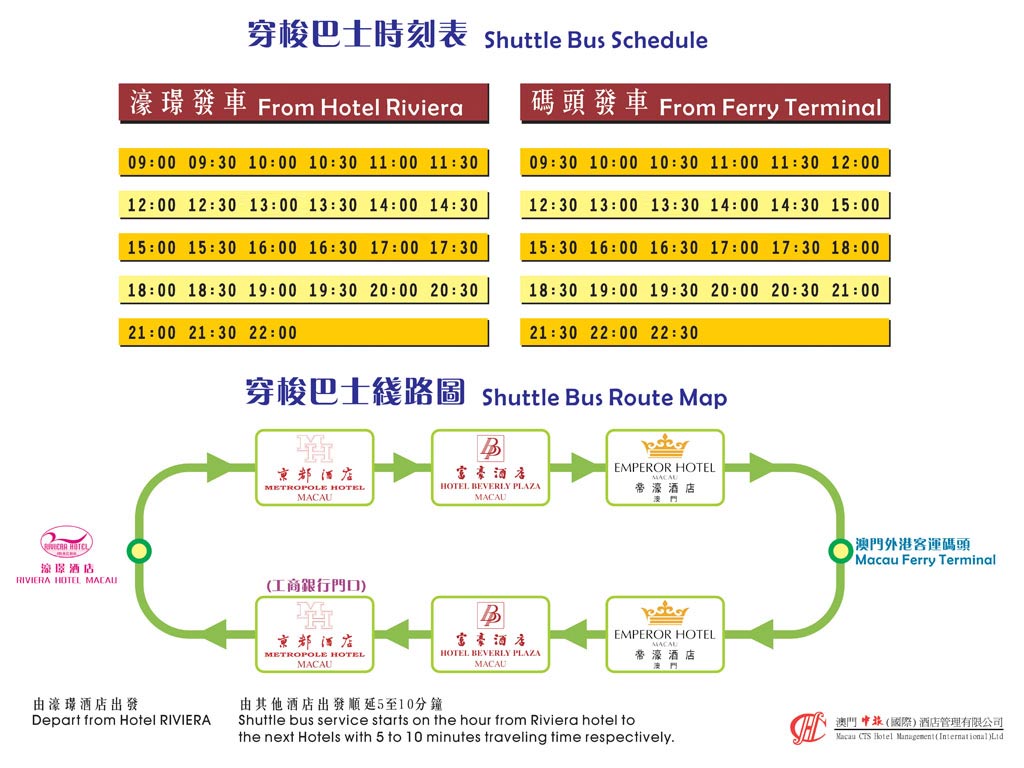 穿梭巴士時刻表 Shuttle Bus Schedule
濠璟發車 From Hotel Riviera
09:00 09:30 10:00 10:30 11:00 11:30
12:00 12:30 13:00 13:30 14:00 14:30
15:00 15:30 16:00 16:30 17:00 17:30
18:00 18:30 19:00 19:30 20:00 20:30
21:00 21:30 22:00
碼頭發車 From Ferry Terminal
09:30 10:00 10:30 11:00 11:30 12:00
12:30 13:00 13:30 14:00 14:30 15:00
15:30 16:00 16:30 17:00 17:30 18:00
18:30 19:00 19:30 20:00 20:30 21:00
21:30 22:00 22:30
穿梭巴士綫路圖 Shuttle Bus Route Map
MH
京都酒店
METROPOLE HOTEL
MACAU
BP
富豪酒店
HOTEL BEVERLY PLAZA
MACAU
EMPEROR HOTEL
MACAU
帝濠酒店
澳門
RIVIERA HOTEL
濠璟酒店
RIVIERA HOTEL MACAU
澳門外港客運碼頭
Macau Ferry Terminal
(工商銀行門口)
MH
京都酒店
METROPOLE HOTEL
MACAU
BP
富豪酒店
HOTEL BEVERLY PLAZA
MACAU
EMPEROR HOTEL
MACAU
帝濠酒店
澳門
由濠璟酒店出發
Depart from Hotel RIVIERA
由其他酒店出發順延5至10分鐘
Shuttle bus service starts on the hour from Riviera hotel to
the next Hotels with 5 to 10 minutes traveling time respectively.
澳門中旅(國際)酒店管理有限公司
Macau CTS Hotel Management(International)Ltd